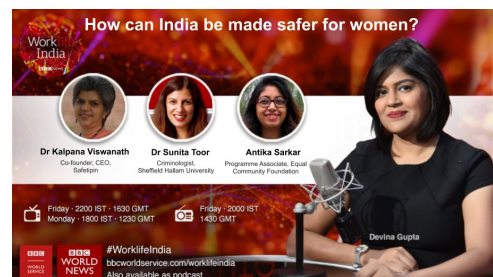 How can India be made safer for women?
Worklife
India
BBC NEWS
Dr Kalpana Viswanath
Co-founder, CEO,
Safetipin
Dr Sunita Toor
Criminologist,
Sheffield Hallam University
Antika Sarkar
Programme Associate, Equal
Community Foundation
Friday · 2200 IST · 1630 GMT
Monday · 1800 IST · 1230 GMT
Friday · 2000 IST
1430 GMT
Devina Gupta
BBC
WORLD
SERVICE
BBC
WORLD
NEWS
#WorklifeIndia
bbcworldservice.com/worklifeindia
Also available as podcast